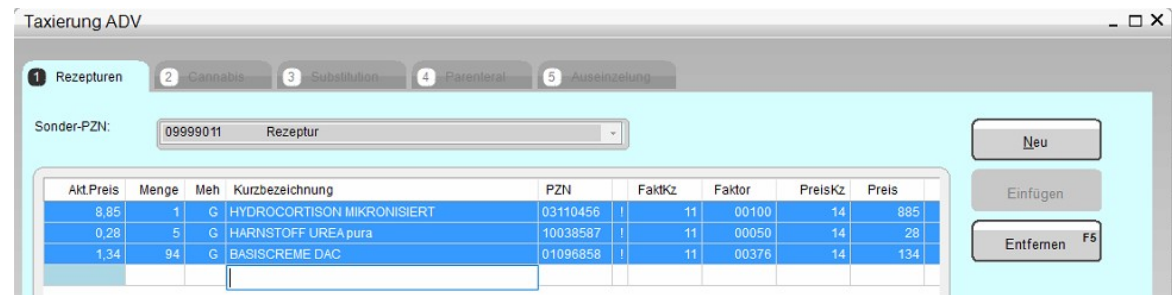 Taxierung ADV
1 Rezepturen 2 Cannabis 3 Substitution 4 Parenteral 5 Auseinzelung
Sonder-PZN: 09999011 Rezeptur
Neu
Akt.Preis Menge Meh Kurzbezeichnung PZN FaktKz Faktor PreisKz Preis
Einfügen
8,85 1 G HYDROCORTISON MIKRONISIERT 03110456 ! 11 00100 14 885
0,28 5 G HARNSTOFF UREA pura 10038587 ! 11 00050 14 28
Entfernen F5
1,34 94 G BASISCREME DAC 01096858 ! 11 00376 14 134